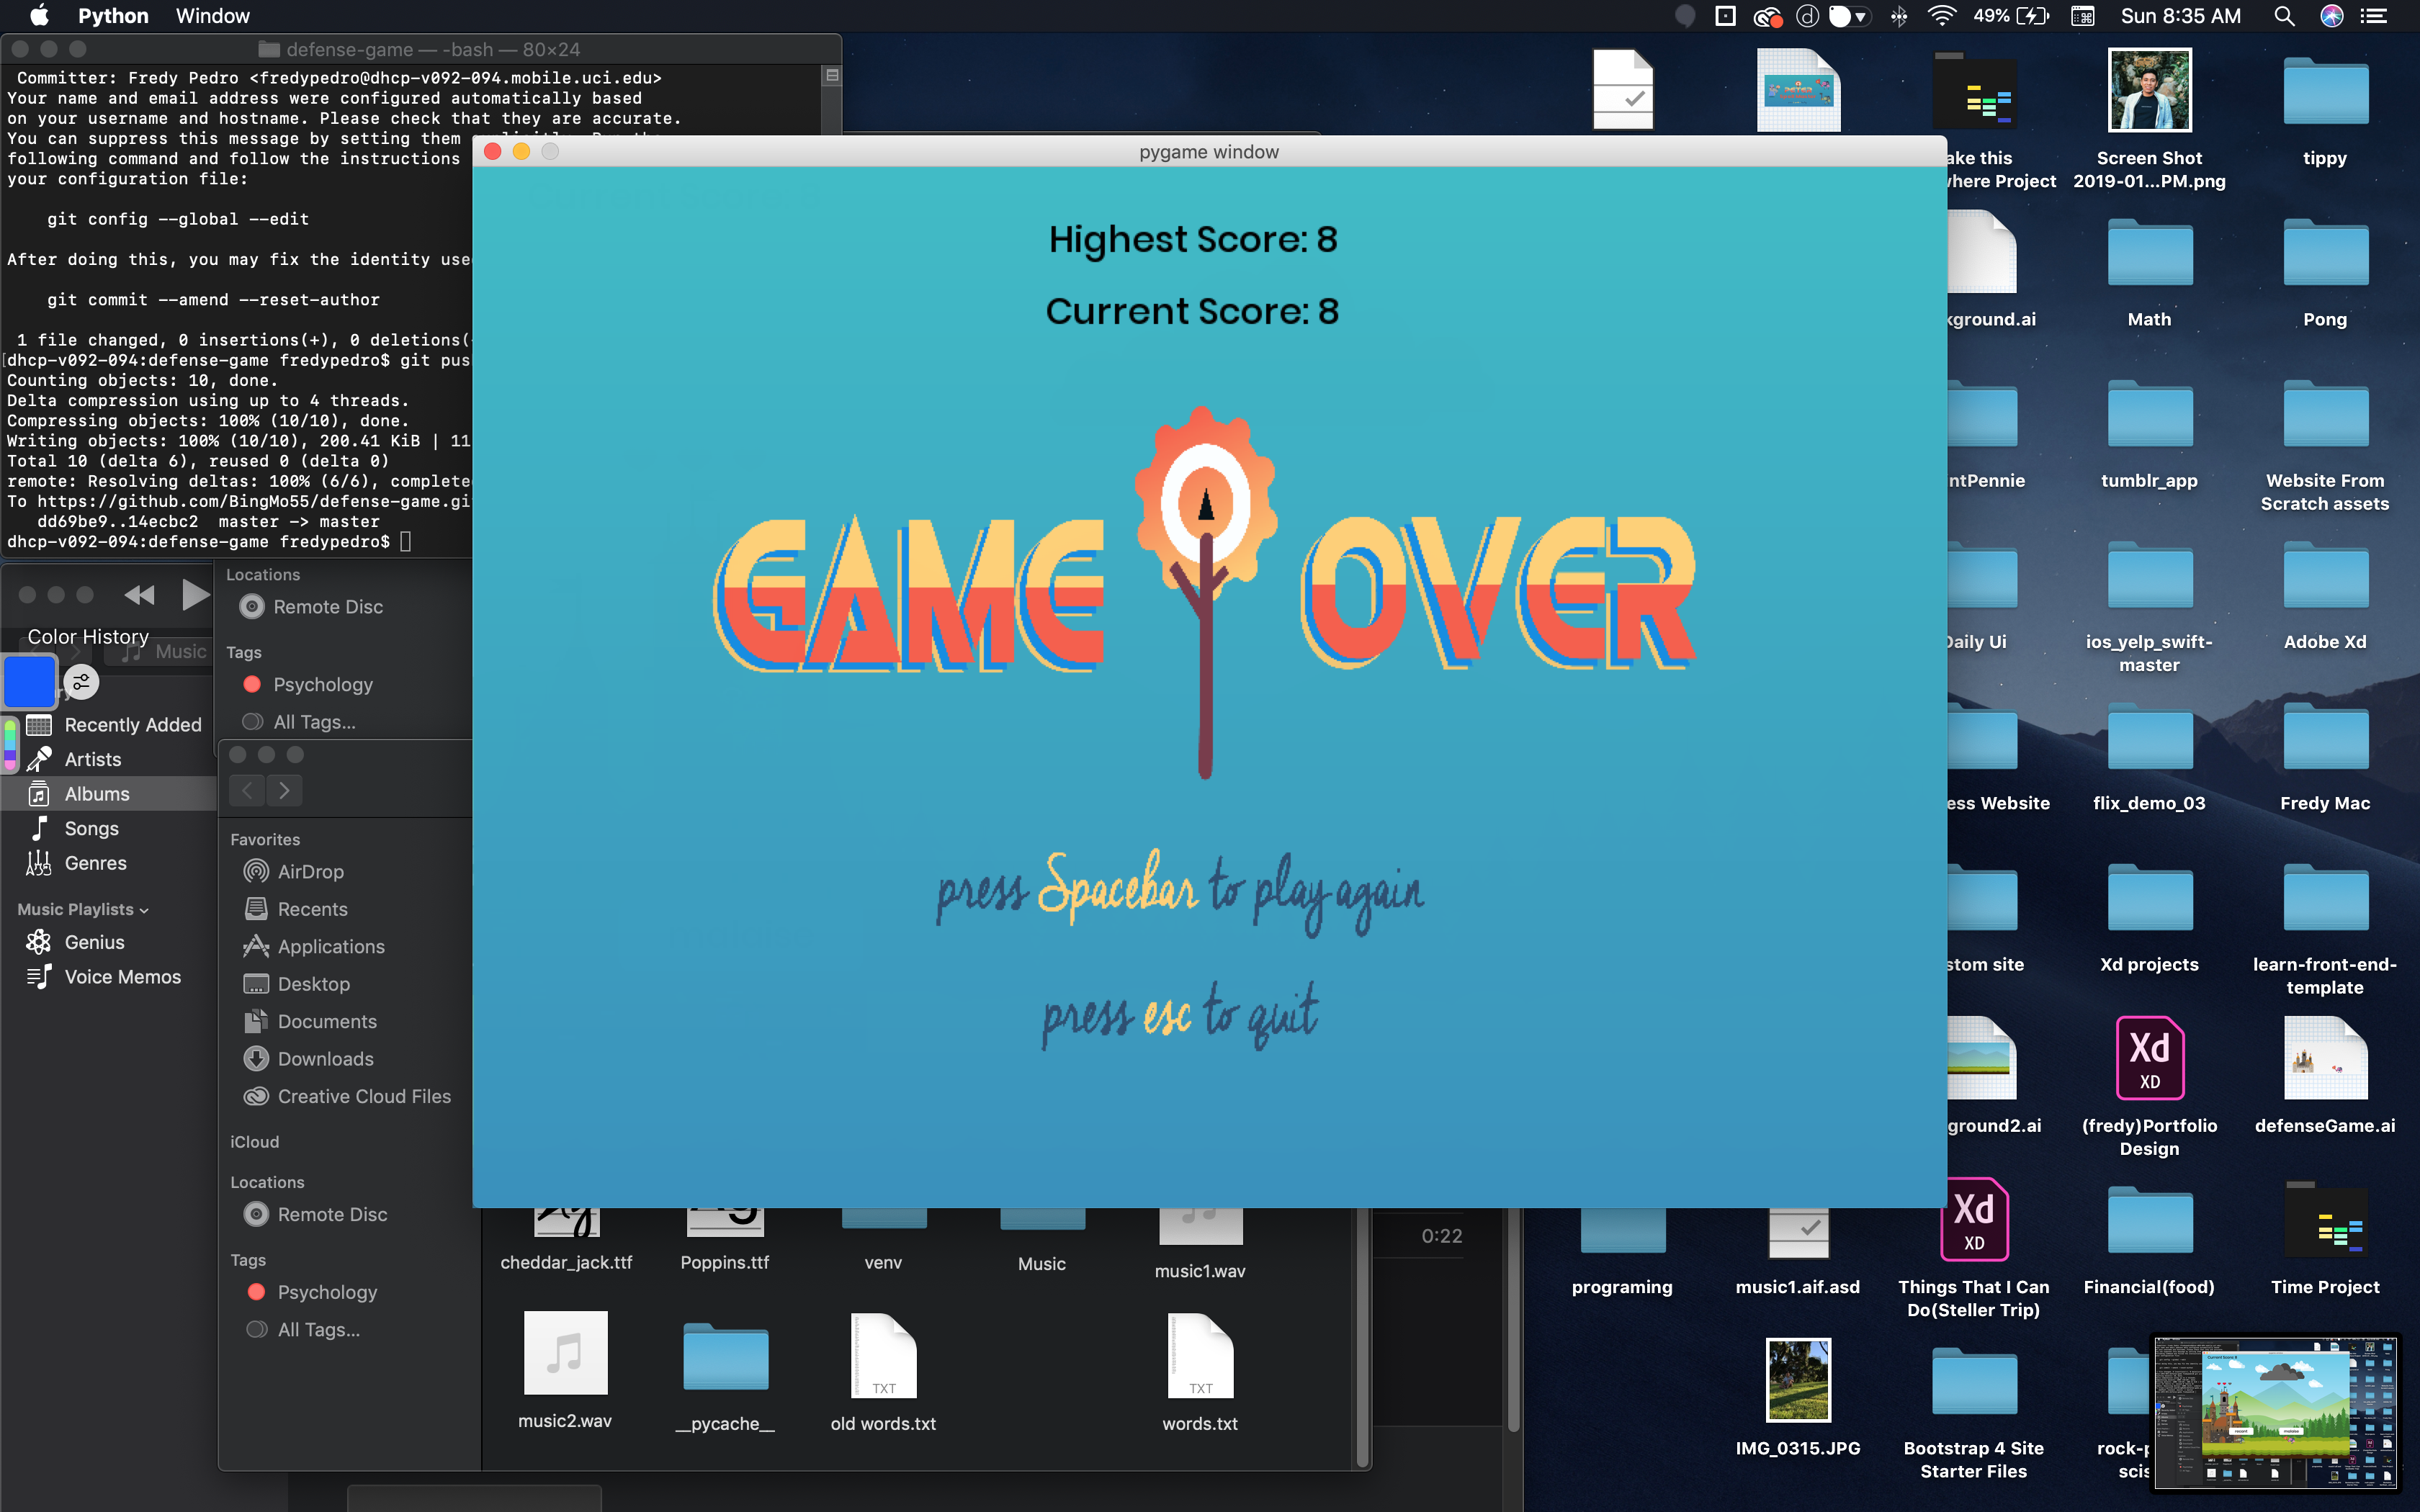 Python Window
49% Sun 8:35 AM
defense-game — -bash — 80×24
Committer: Fredy Pedro <fredypedro@dhcp-v092-094.mobile.uci.edu>
Your name and email address were configured automatically based
on your username and hostname. Please check that they are accurate.
You can suppress this message by setting them explicitly. Run the
following command and follow the instructions
your configuration file:
git config --global --edit
After doing this, you may fix the identity use
git commit --amend --reset-author
1 file changed, 0 insertions(+), 0 deletions(
dhcp-v092-094:defense-game fredypedro$ git pus
Counting objects: 10, done.
Delta compression using up to 4 threads.
Compressing objects: 100% (10/10), done.
Writing objects: 100% (10/10), 200.41 KiB | 11
Total 10 (delta 6), reused 0 (delta 0)
remote: Resolving deltas: 100% (6/6), complete
To https://github.com/BingMo55/defense-game.gi
dd69be9..14ecbc2 master -> master
dhcp-v092-094:defense-game fredypedro$
pygame window
Highest Score: 8
Current Score: 8
GAME OVER
press Spacebar to play again
press esc to quit
Color History
Music
Recently Added
Artists
Albums
Songs
Genres
Music Playlists
Genius
Voice Memos
Locations
Remote Disc
Tags
Psychology
All Tags...
Favorites
AirDrop
Recents
Applications
Desktop
Documents
Downloads
Creative Cloud Files
iCloud
Locations
Remote Disc
Tags
Psychology
All Tags...
cheddar_jack.ttf
Poppins.ttf
venv
Music
music1.wav
0:22
music2.wav
__pycache__
TXT
old words.txt
TXT
words.txt
ake this
here Project
Screen Shot
2019-01...PM.png
tippy
kground.ai
Math
Pong
ntPennie
tumblr_app
Website From
Scratch assets
Daily Ui
ios_yelp_swift-
master
Adobe Xd
ess Website
flix_demo_03
Fredy Mac
stom site
Xd projects
learn-front-end-
template
ground2.ai
Xd
XD
(fredy)Portfolio
Design
defenseGame.ai
programing
music1.aif.asd
Xd
XD
Things That I Can
Do(Steller Trip)
Financial(food)
Time Project
IMG_0315.JPG
Bootstrap 4 Site
Starter Files
rock-p
scis